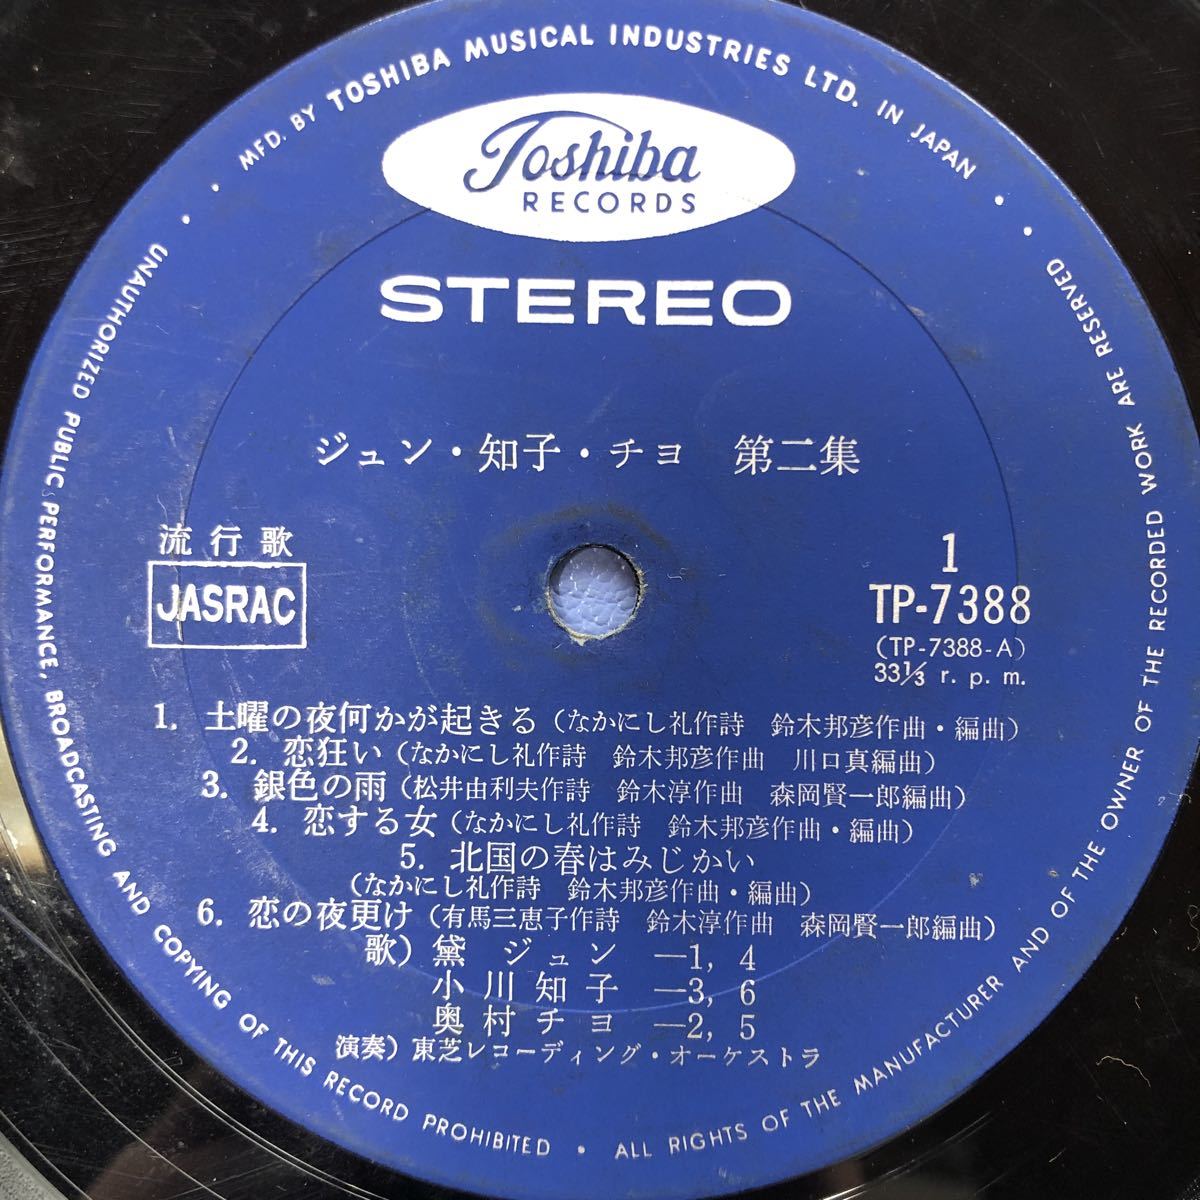 MFD. BY TOSHIBA MUSICAL INDUSTRIES LTD. IN JAPAN
Toshiba
RECORDS
STEREO
ジュン・知子・チヨ 第二集
流行歌
JASRAC
1
TP-7388
(TP-7388-A)
33⅓ r. p. m.
1. 土曜の夜何かが起きる(なかにし礼作詩 鈴木邦彦作曲・編曲)
2. 恋狂い(なかにし礼作詩 鈴木邦彦作曲 川口真編曲)
3. 銀色の雨(松井由利夫作詩 鈴木淳作曲 森岡賢一郎編曲)
4. 恋する女(なかにし礼作詩 鈴木邦彦作曲・編曲)
5. 北国の春はみじかい
(なかにし礼作詩 鈴木邦彦作曲・編曲)
6. 恋の夜更け(有馬三恵子作詩 鈴木淳作曲 森岡賢一郎編曲)
歌) 黛 ジュン —1, 4
小川知子 —3, 6
奥村チヨ —2, 5
演奏) 東芝レコーディング・オーケストラ
UNAUTHORIZED PUBLIC PERFORMANCE, BROADCASTING AND COPYING OF THIS RECORD PROHIBITED • ALL RIGHTS OF THE MANUFACTURER AND OF THE OWNER OF THE RECORDED WORK ARE RESERVED